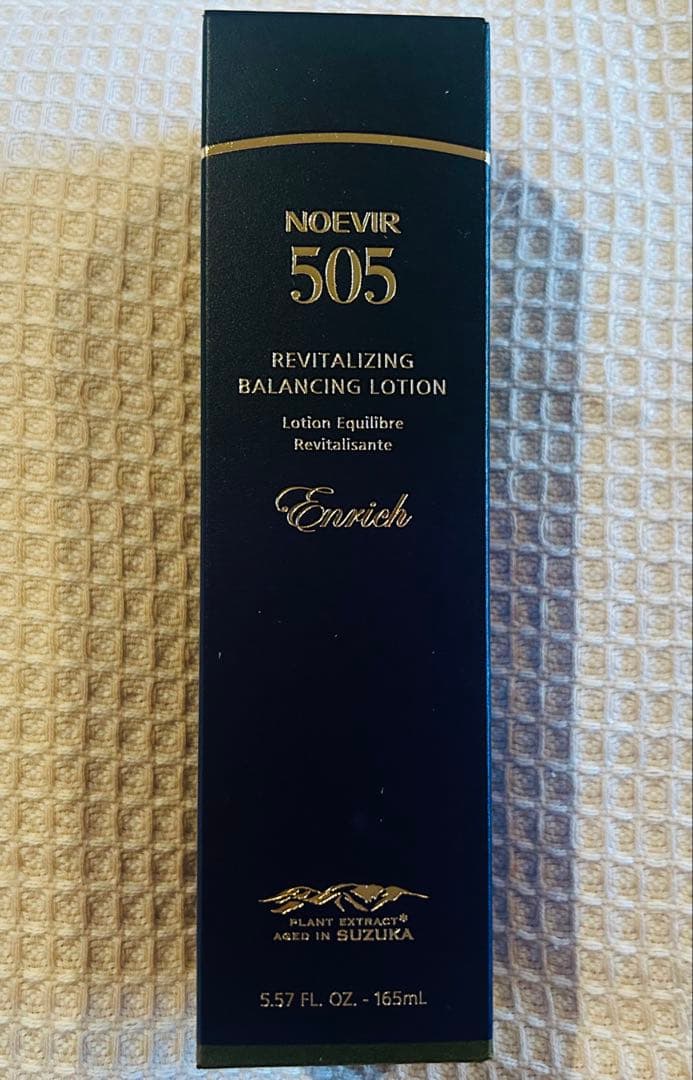 NOEVIR
505
REVITALIZING
BALANCING LOTION
Lotion Equilibre
Revitalisante
Enrich
PLANT EXTRACT*
AGED IN SUZUKA
5.57 FL. OZ. - 165mL